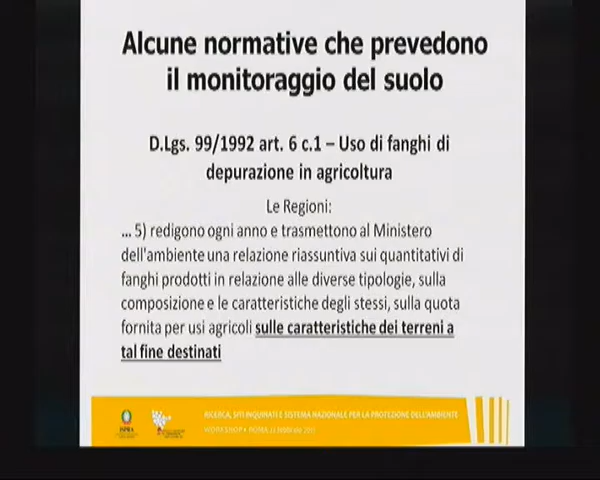 Alcune normative che prevedono
il monitoraggio del suolo
D.Lgs. 99/1992 art. 6 c.1 – Uso di fanghi di
depurazione in agricoltura
Le Regioni:
... 5) redigono ogni anno e trasmettono al Ministero
dell'ambiente una relazione riassuntiva sui quantitativi di
fanghi prodotti in relazione alle diverse tipologie, sulla
composizione e le caratteristiche degli stessi, sulla quota
fornita per usi agricoli sulle caratteristiche dei terreni a
tal fine destinati
RICERCA, SITI INQUINATI E SISTEMA NAZIONALE PER LA PROTEZIONE DELL'AMBIENTE
WORKSHOP • ROMA,
ISPRA